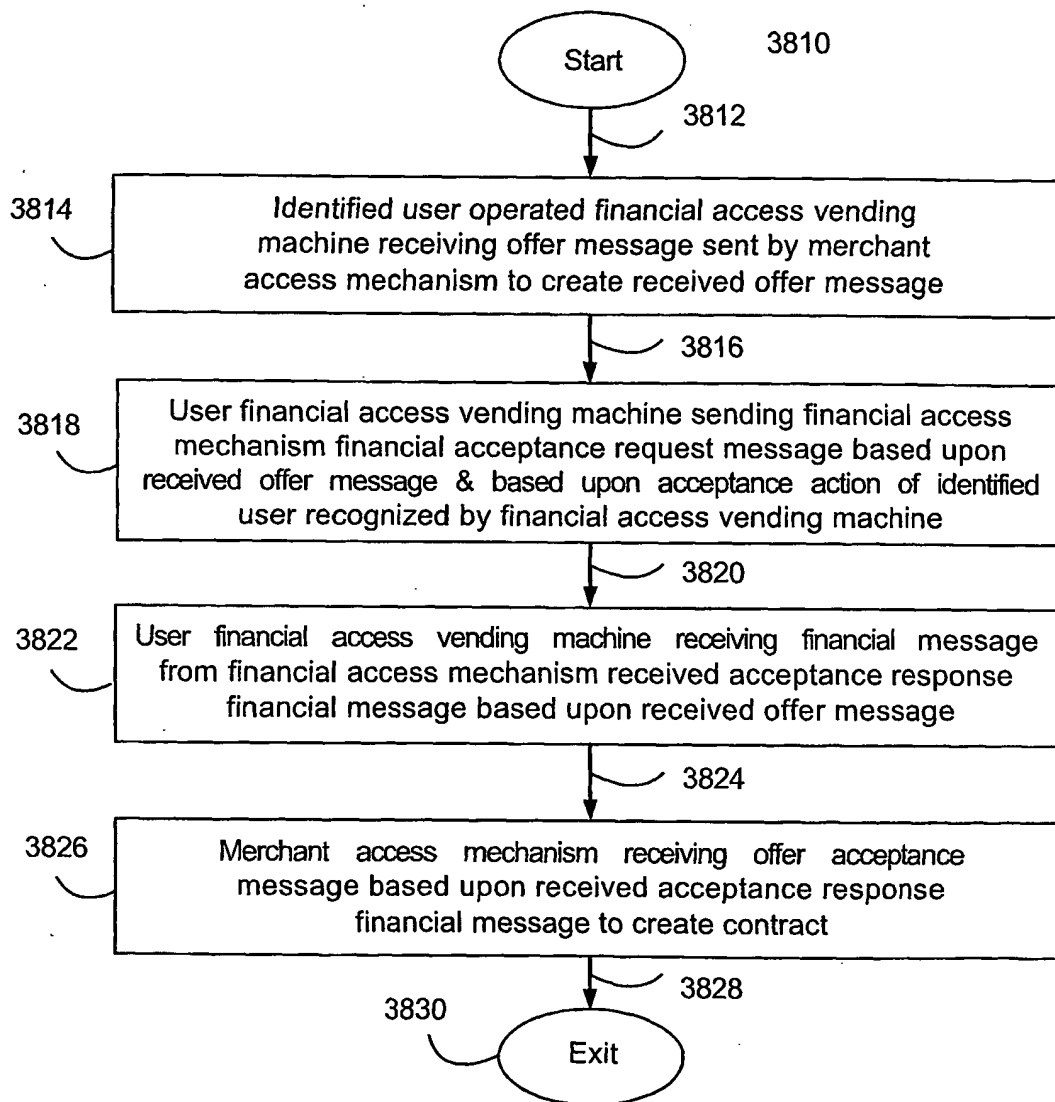 Start
3810
3812
3814
Identified user operated financial access vending
machine receiving offer message sent by merchant
access mechanism to create received offer message
3816
3818
User financial access vending machine sending financial access
mechanism financial acceptance request message based upon
received offer message & based upon acceptance action of identified
user recognized by financial access vending machine
3820
3822
User financial access vending machine receiving financial message
from financial access mechanism received acceptance response
financial message based upon received offer message
3824
3826
Merchant access mechanism receiving offer acceptance
message based upon received acceptance response
financial message to create contract
3828
3830
Exit